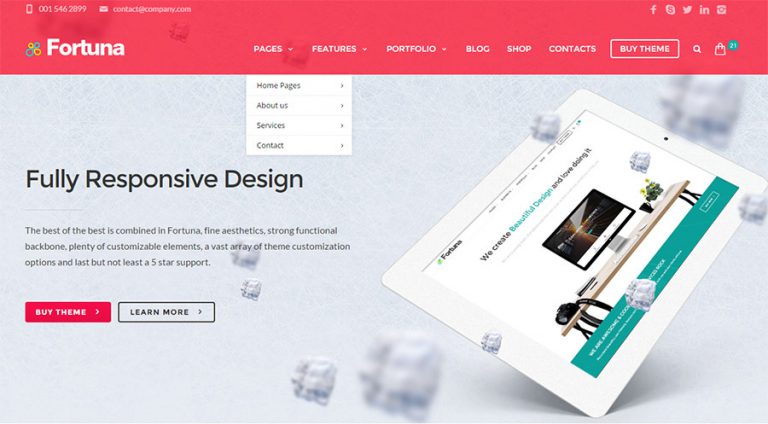 001 546 2899 contact@company.com
Fortuna
PAGES FEATURES PORTFOLIO BLOG SHOP CONTACTS BUY THEME 21
Home Pages
About us
Services
Contact
Fully Responsive Design
The best of the best is combined in Fortuna, fine aesthetics, strong functional
backbone, plenty of customizable elements, a vast array of theme customization
options and last but not least a 5 star support.
BUY THEME LEARN MORE
Fortuna
We create Beautiful Design and love doing it
WE ARE AWESOME &